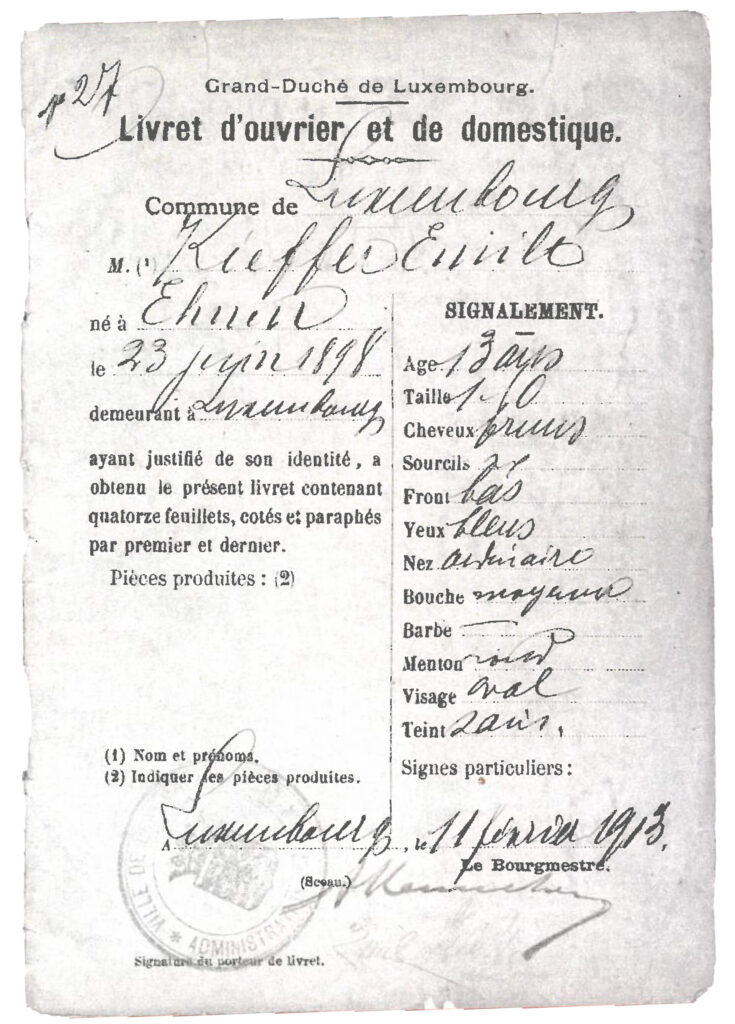 No 27
Grand-Duché de Luxembourg.
Livret d'ouvrier et de domestique.
Commune de Luxembourg
M. (1) Kieffer Emile
né à Ehnen
le 23 juin 1898
demeurant à Luxembourg
ayant justifié de son identité, a
obtenu le présent livret contenant
quatorze feuillets, cotés et paraphés
par premier et dernier.
Pièces produites : (2)
(1) Nom et prénoms.
(2) Indiquer les pièces produites.
SIGNALEMENT.
Age 13 ans
Taille
Cheveux bruns
Sourcils
Front bas
Yeux bleus
Nez ordinaire
Bouche moyenne
Barbe —
Menton rond
Visage oval
Teint sain,
Signes particuliers :
A Luxembourg, le 11 février 1913.
Le Bourgmestre.
(Sceau.)
VILLE DE
ADMINISTRA
Signature du porteur de livret.